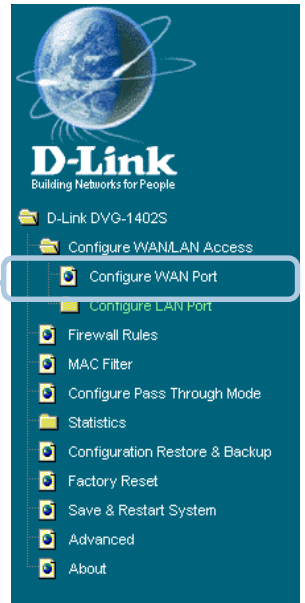 D-Link
Building Networks for People
D-Link DVG-1402S
Configure WAN/LAN Access
Configure WAN Port
Configure LAN Port
Firewall Rules
MAC Filter
Configure Pass Through Mode
Statistics
Configuration Restore & Backup
Factory Reset
Save & Restart System
Advanced
About